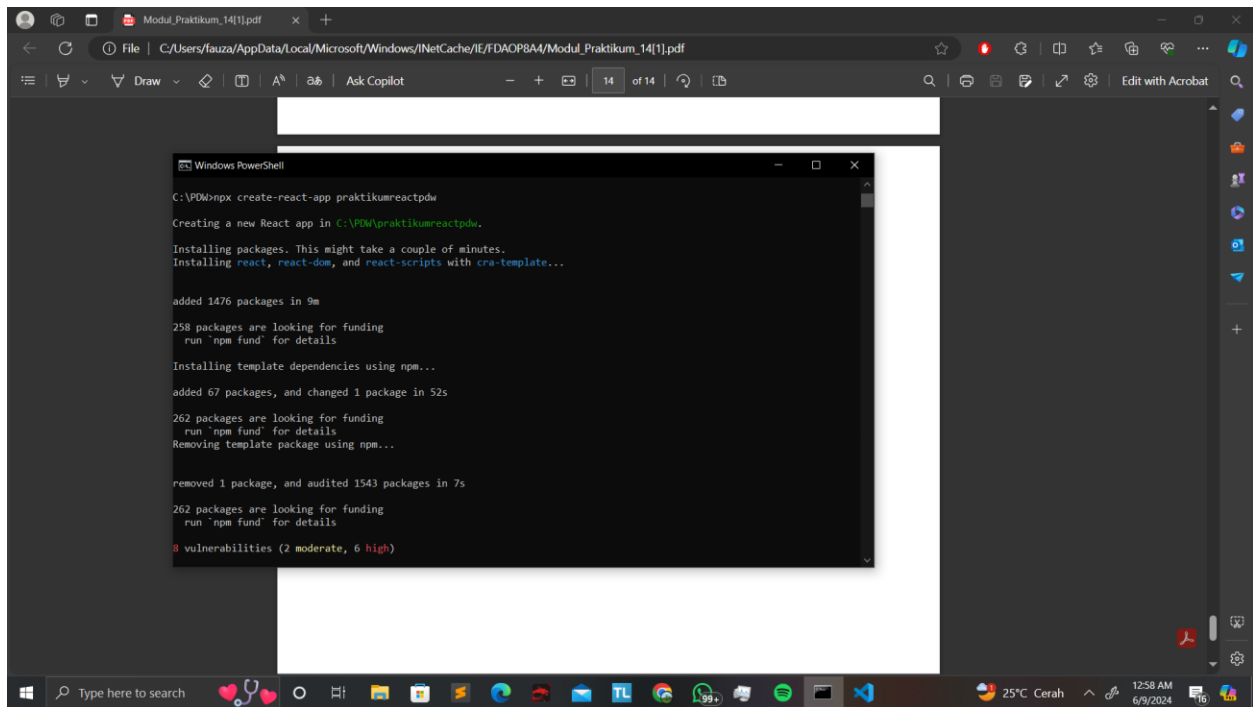 Modul_Praktikum_14[1].pdf
File | C:/Users/fauza/AppData/Local/Microsoft/Windows/INetCache/IE/FDAOP8A4/Modul_Praktikum_14[1].pdf
Draw
Ask Copilot
14 of 14
Edit with Acrobat
Windows PowerShell
C:\PDW>npx create-react-app praktikumreactpdw
Creating a new React app in C:\PDW\praktikumreactpdw.
Installing packages. This might take a couple of minutes.
Installing react, react-dom, and react-scripts with cra-template...
added 1476 packages in 9m
258 packages are looking for funding
run `npm fund` for details
Installing template dependencies using npm...
added 67 packages, and changed 1 package in 52s
262 packages are looking for funding
run `npm fund` for details
Removing template package using npm...
removed 1 package, and audited 1543 packages in 7s
262 packages are looking for funding
run `npm fund` for details
8 vulnerabilities (2 moderate, 6 high)
Type here to search
TL
99+
25°C Cerah
12:58 AM
6/9/2024
16